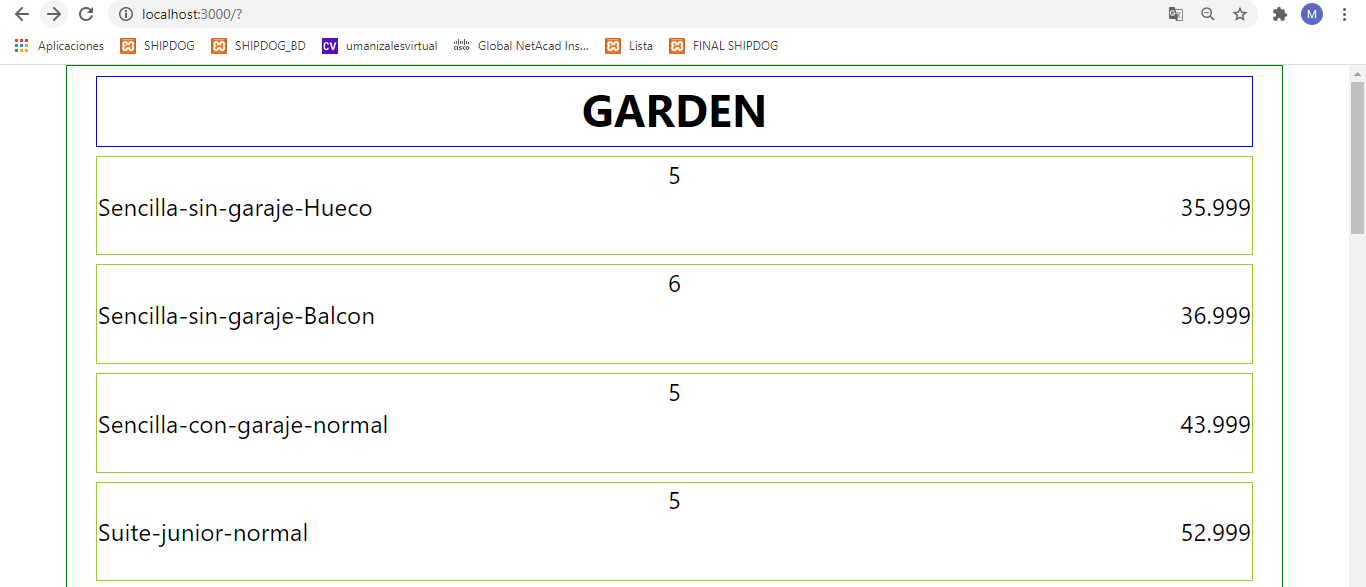 localhost:3000/?
M
Aplicaciones SHIPDOG SHIPDOG_BD CV umanizalesvirtual cisco Global NetAcad Ins... Lista FINAL SHIPDOG
GARDEN
5
Sencilla-sin-garaje-Hueco 35.999
6
Sencilla-sin-garaje-Balcon 36.999
5
Sencilla-con-garaje-normal 43.999
5
Suite-junior-normal 52.999